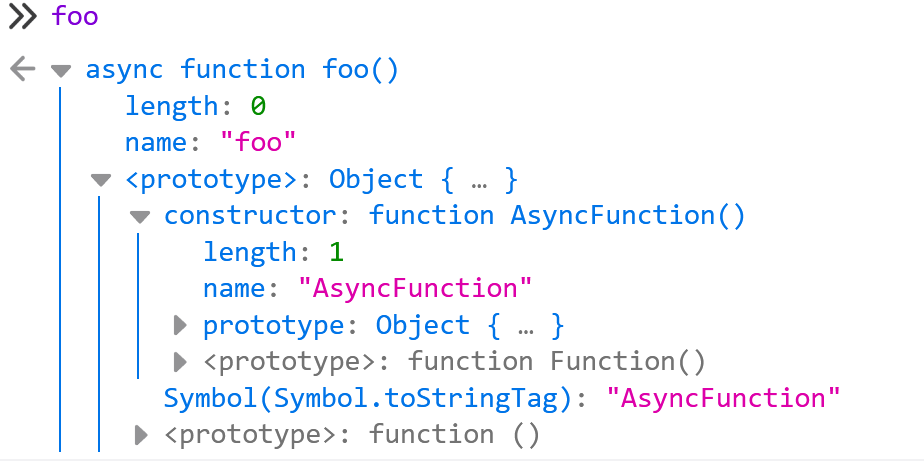 foo
async function foo()
length: 0
name: "foo"
<prototype>: Object { … }
constructor: function AsyncFunction()
length: 1
name: "AsyncFunction"
prototype: Object { … }
<prototype>: function Function()
Symbol(Symbol.toStringTag): "AsyncFunction"
<prototype>: function ()